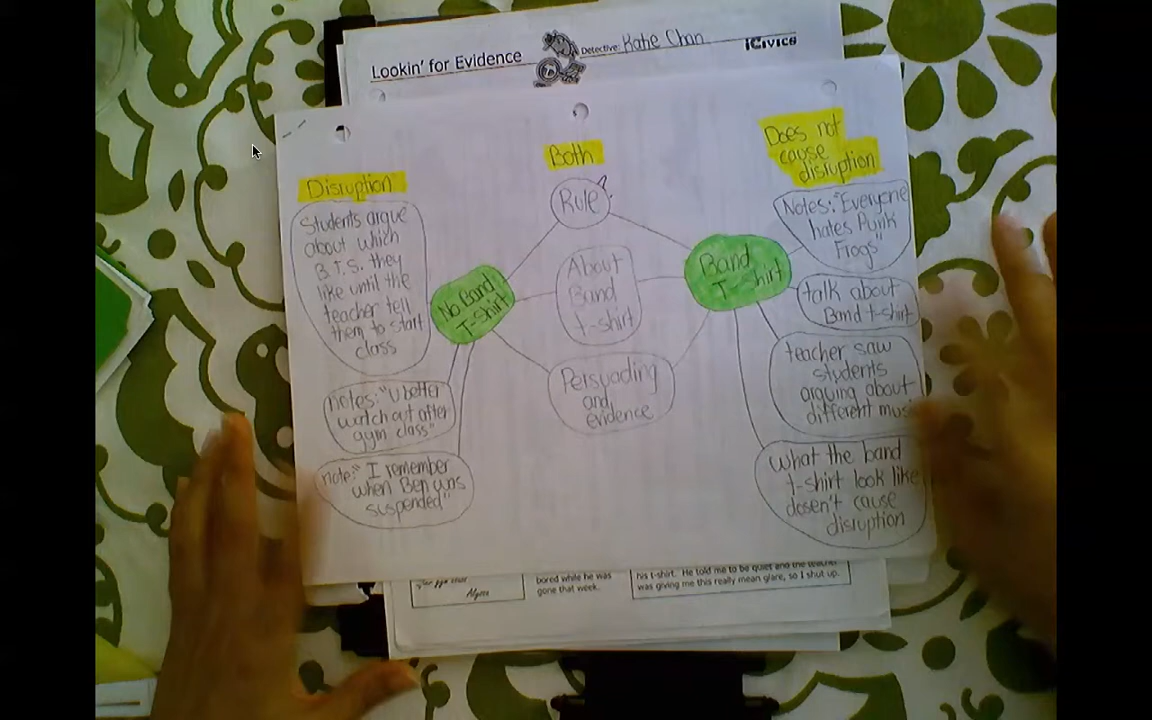 Lookin' for Evidence
Detective: Katie Chan
iCivics
Disruption
Students argue
about which
B.T.S. they
like until the
teacher tell
them to start
class
notes: "U better
watch out after
gym class"
note: "I remember
when Ben was
suspended"
No Band
T-Shirt
Both
Rule
About
Band
t-shirt
Persuading
and
evidence
Band
T-Shirt
Does not
cause
disruption
Notes: "Everyone
hates Punk
Frogs"
talk about
Band t-shirt
teacher saw
students
arguing about
different
what the band
t-shirt look like
dosen't cause
disruption
Alyssa
bored while he was
gone that week.
his t-shirt. He told me to be quiet and the teacher
was giving me this really mean glare, so I shut up.